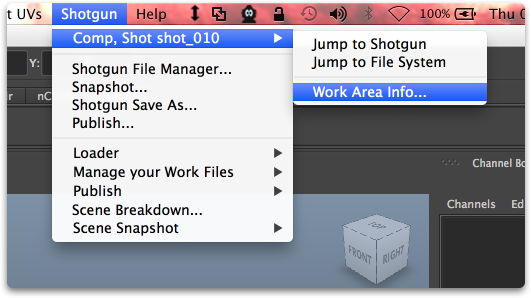 t UVs Shotgun Help 100% Thu 0
Comp, Shot shot_010
Jump to Shotgun
Jump to File System
Work Area Info...
Y:
Shotgun File Manager...
r nC
Snapshot...
Shotgun Save As...
Publish...
Loader
Manage your Work Files
Publish
Scene Breakdown...
Scene Snapshot
Channel Bo
Channels Ed
TOP
FRONT
RIGHT